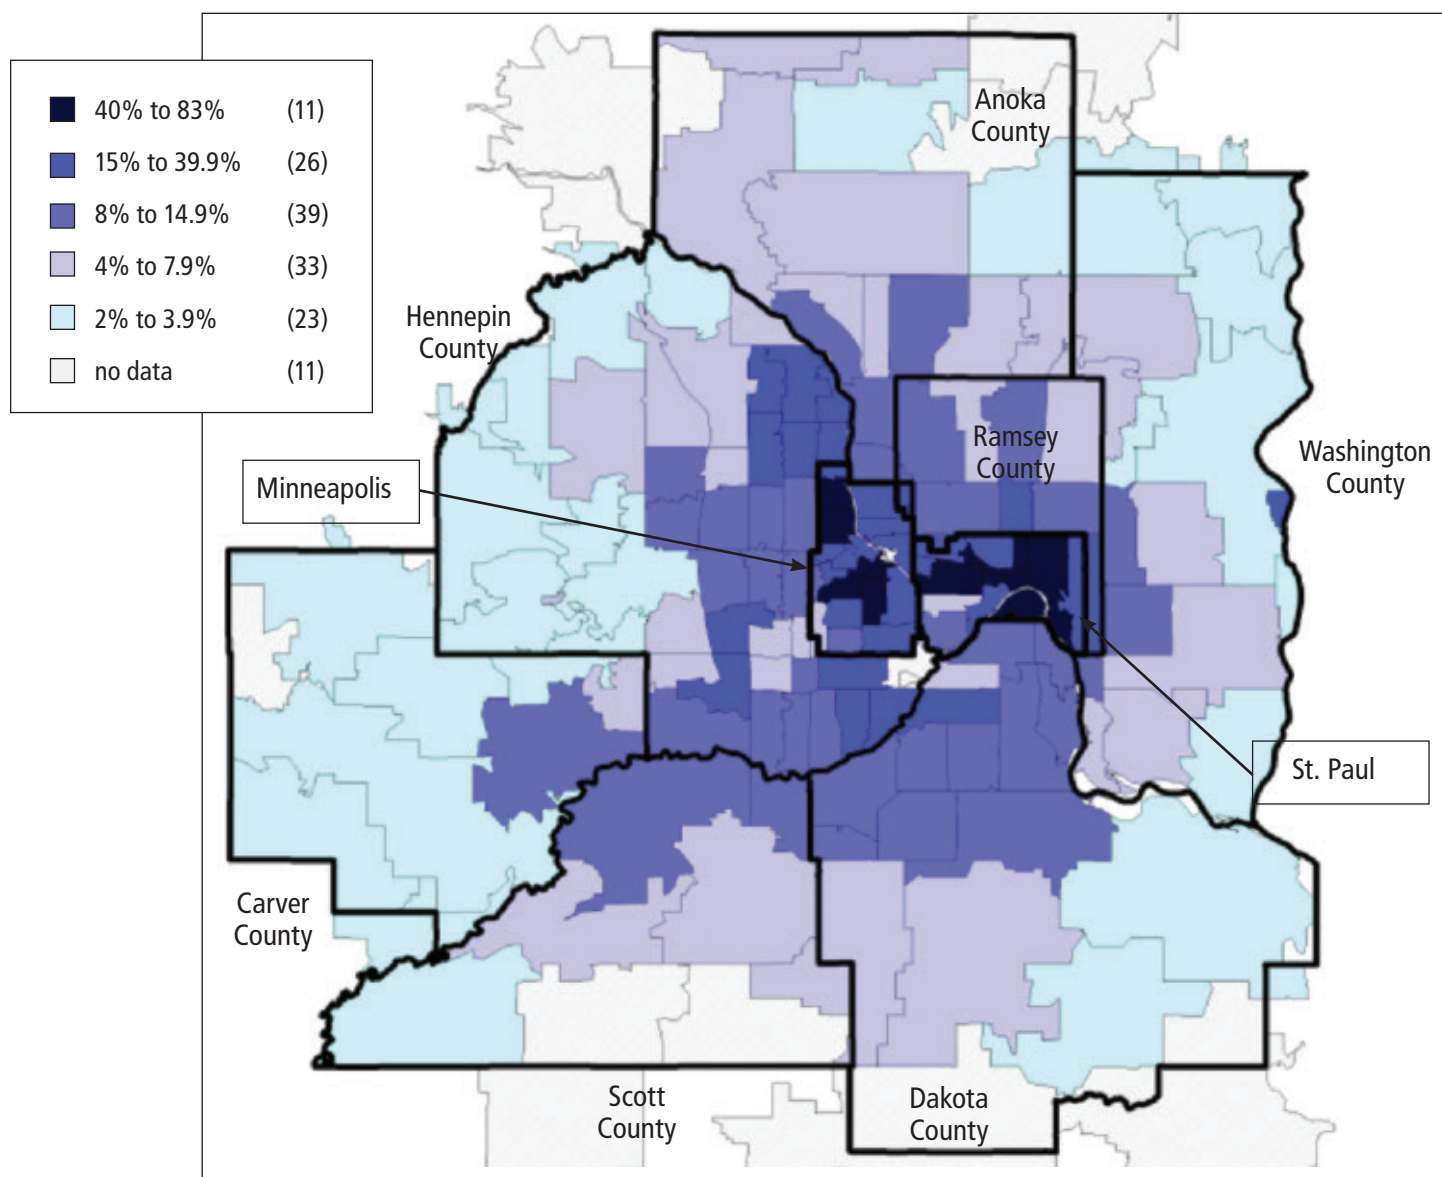 40% to 83% (11)
15% to 39.9% (26)
8% to 14.9% (39)
4% to 7.9% (33)
2% to 3.9% (23)
no data (11)
Anoka
County
Hennepin
County
Ramsey
County
Washington
County
Minneapolis
St. Paul
Carver
County
Scott
County
Dakota
County